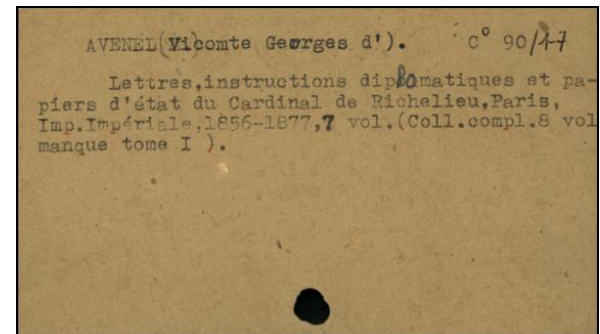 AVENEL(Vicomte Georges d'). C° 90/1-7
Lettres,instructions diplomatiques et pa-
piers d'état du Cardinal de Richelieu,Paris,
Imp.Impériale,1856-1877,7 vol.(Coll.compl.8 vol
manque tome I ).